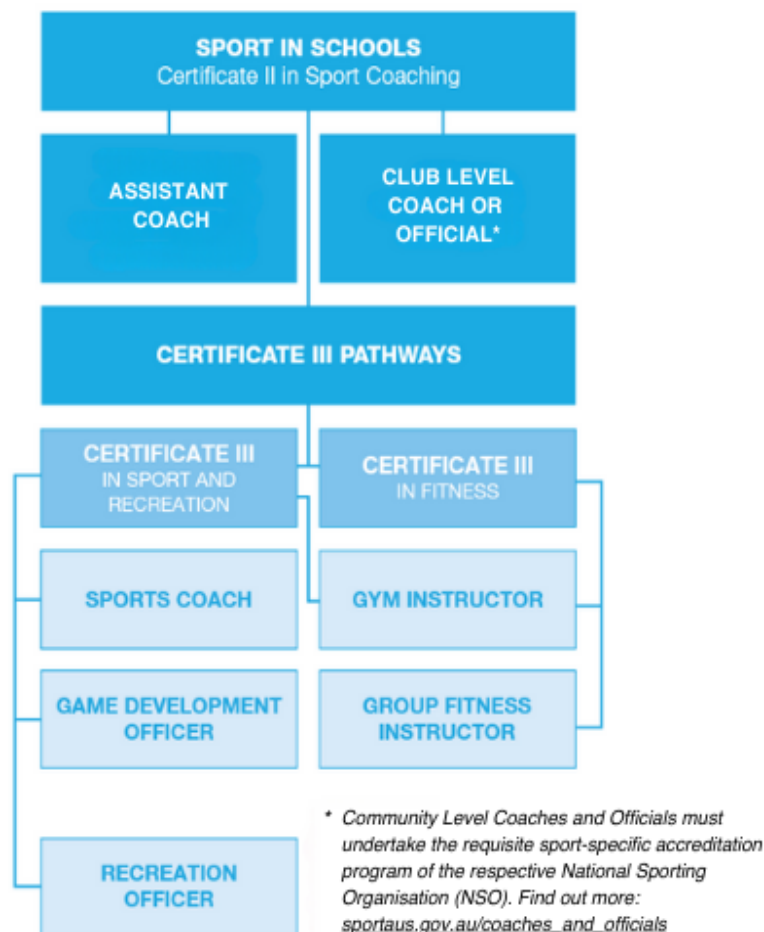 SPORT IN SCHOOLS
Certificate II in Sport Coaching
ASSISTANT
COACH
CLUB LEVEL
COACH OR
OFFICIAL*
CERTIFICATE III PATHWAYS
CERTIFICATE III
IN SPORT AND
RECREATION
CERTIFICATE III
IN FITNESS
SPORTS COACH
GYM INSTRUCTOR
GAME DEVELOPMENT
OFFICER
GROUP FITNESS
INSTRUCTOR
RECREATION
OFFICER
* Community Level Coaches and Officials must
undertake the requisite sport-specific accreditation
program of the respective National Sporting
Organisation (NSO). Find out more:
sportaus.gov.au/coaches_and_officials